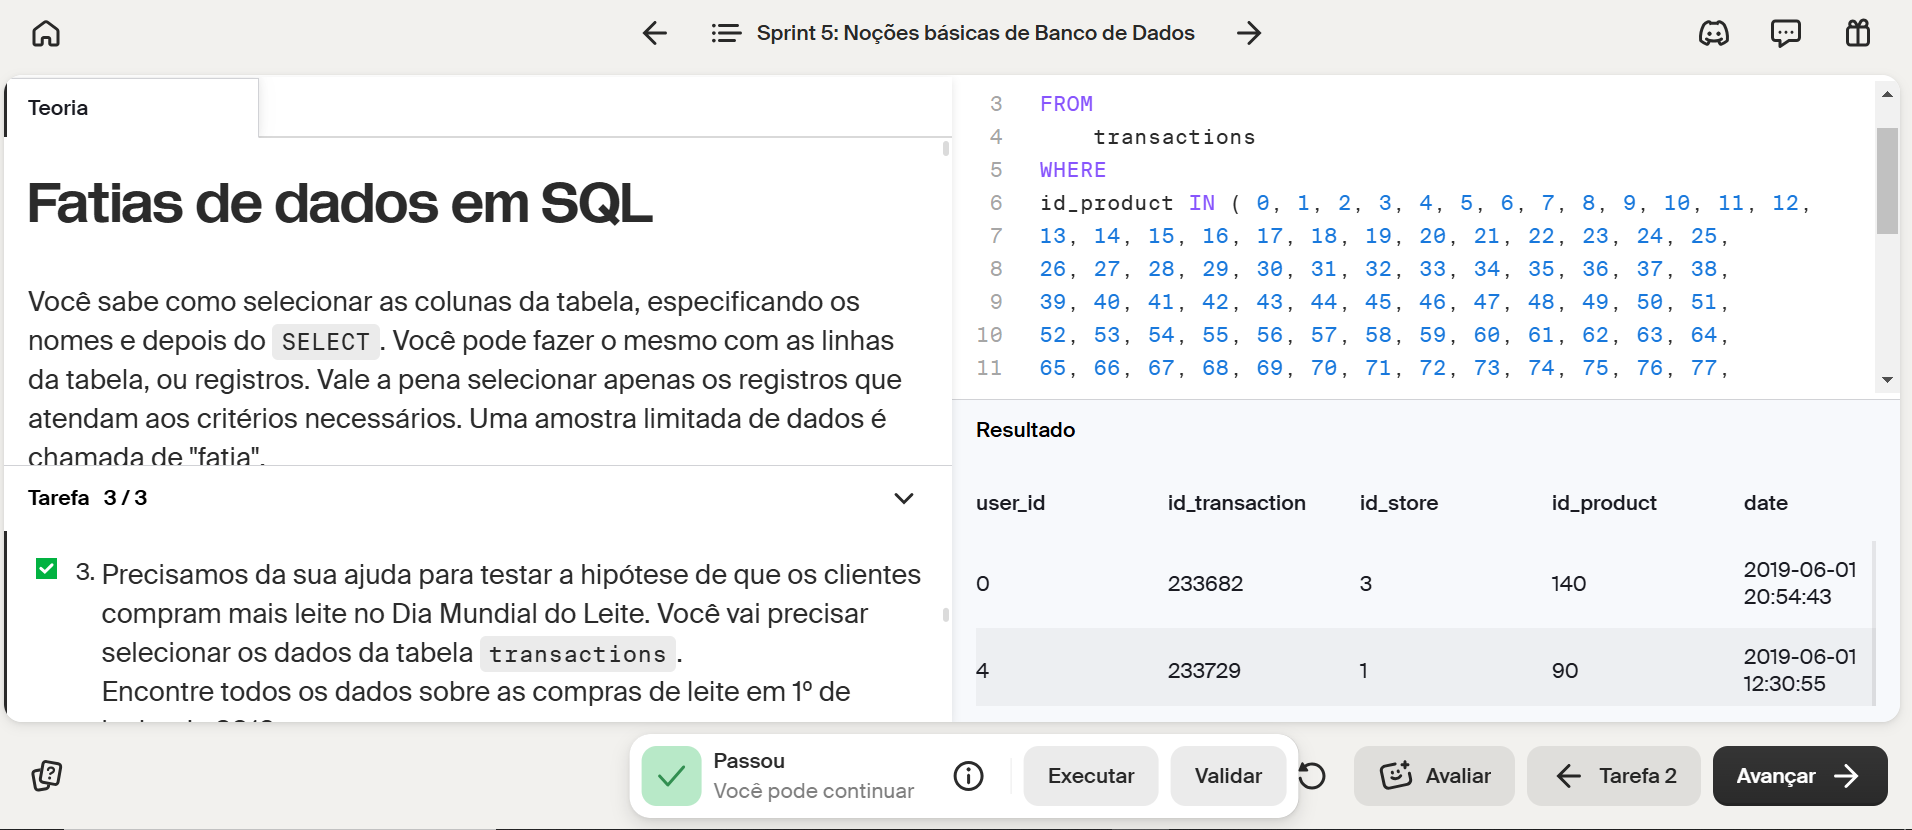 Sprint 5: Noções básicas de Banco de Dados
Teoria
Fatias de dados em SQL
Você sabe como selecionar as colunas da tabela, especificando os
nomes e depois do SELECT. Você pode fazer o mesmo com as linhas
da tabela, ou registros. Vale a pena selecionar apenas os registros que
atendam aos critérios necessários. Uma amostra limitada de dados é
chamada de "fatia".
Tarefa 3 / 3
3. Precisamos da sua ajuda para testar a hipótese de que os clientes
compram mais leite no Dia Mundial do Leite. Você vai precisar
selecionar os dados da tabela transactions.
Encontre todos os dados sobre as compras de leite em 1º de
3 FROM
4 transactions
5 WHERE
6 id_product IN ( 0, 1, 2, 3, 4, 5, 6, 7, 8, 9, 10, 11, 12,
7 13, 14, 15, 16, 17, 18, 19, 20, 21, 22, 23, 24, 25,
8 26, 27, 28, 29, 30, 31, 32, 33, 34, 35, 36, 37, 38,
9 39, 40, 41, 42, 43, 44, 45, 46, 47, 48, 49, 50, 51,
10 52, 53, 54, 55, 56, 57, 58, 59, 60, 61, 62, 63, 64,
11 65, 66, 67, 68, 69, 70, 71, 72, 73, 74, 75, 76, 77,
Resultado
user_id id_transaction id_store id_product date
0 233682 3 140 2019-06-01
20:54:43
4 233729 1 90 2019-06-01
12:30:55
Passou
Você pode continuar
Executar
Validar
Avaliar
Tarefa 2
Avançar